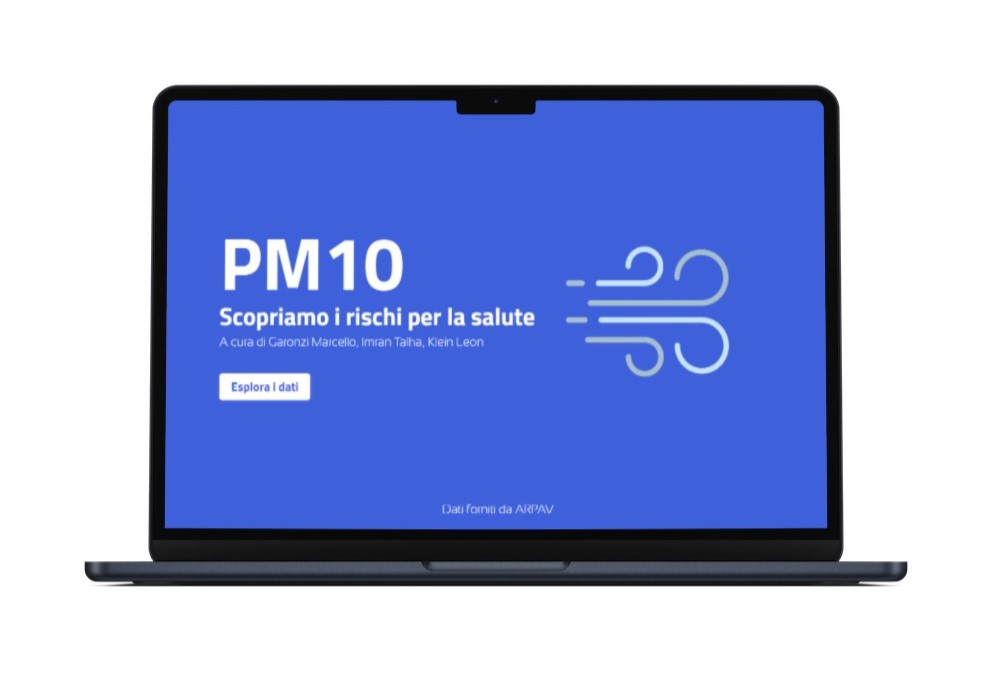 PM10
Scopriamo i rischi per la salute
A cura di Garonzi Marcello, Imran Talha, Klein Leon
Esplora i dati
Dati forniti da ARPAV